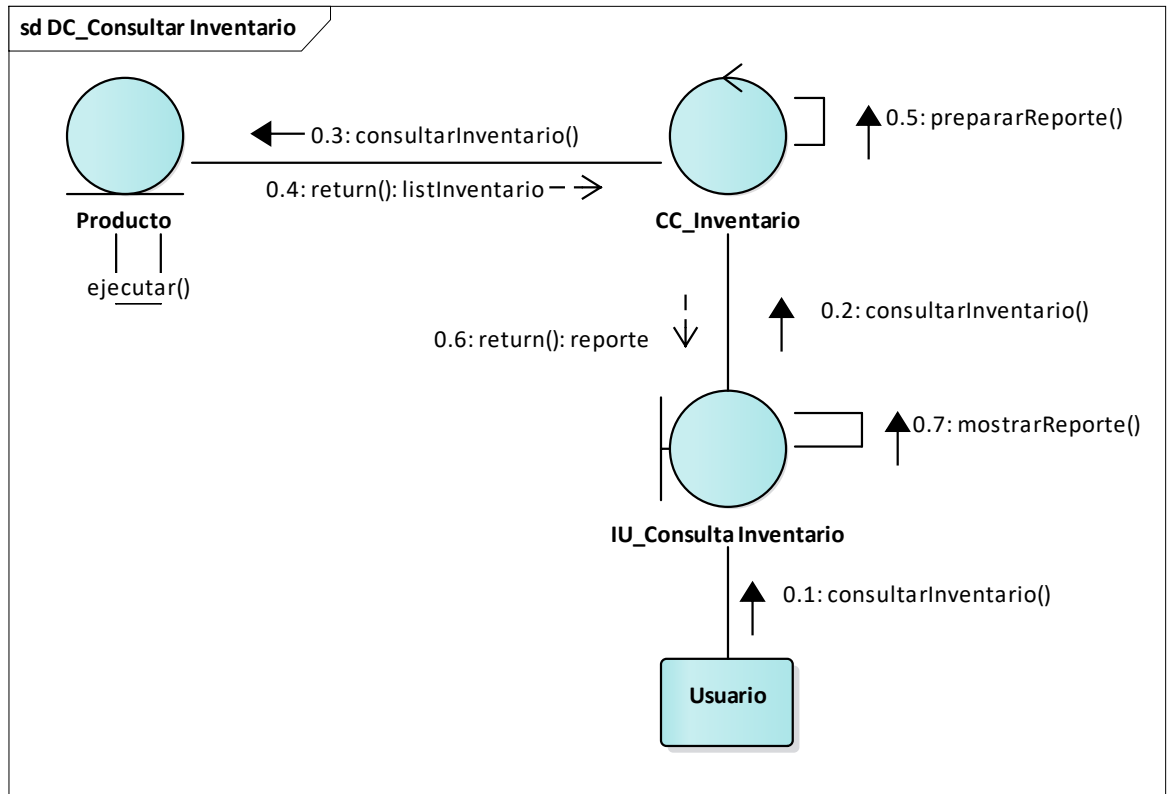 sd DC_Consultar Inventario
0.3: consultarInventario()
0.5: prepararReporte()
0.4: return(): listInventario
Producto
CC_Inventario
ejecutar()
0.2: consultarInventario()
0.6: return(): reporte
0.7: mostrarReporte()
IU_Consulta Inventario
0.1: consultarInventario()
Usuario